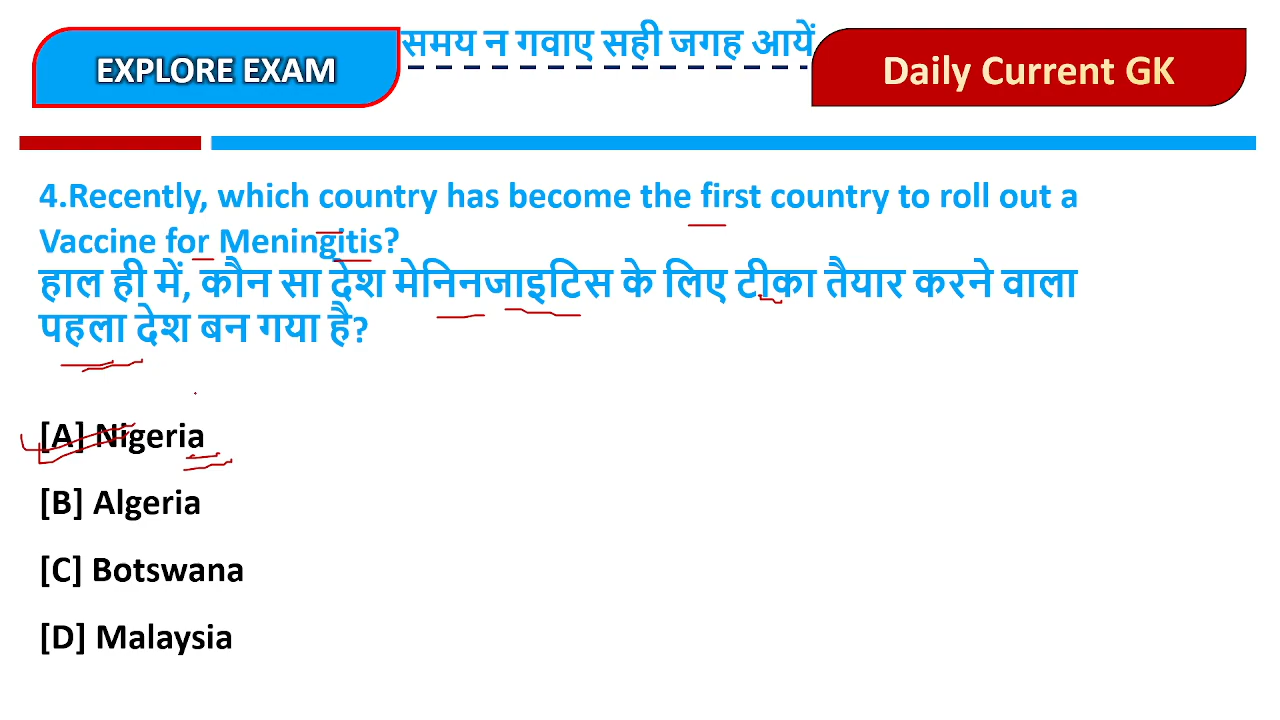 EXPLORE EXAM
समय न गवाए सही जगह आयें
Daily Current GK
4.Recently, which country has become the first country to roll out a
Vaccine for Meningitis?
हाल ही में, कौन सा देश मेनिनजाइटिस के लिए टीका तैयार करने वाला
पहला देश बन गया है?
[A] Nigeria
[B] Algeria
[C] Botswana
[D] Malaysia